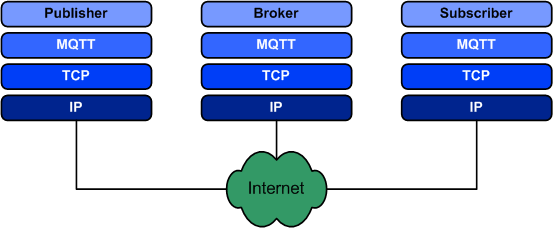 Publisher
Broker
Subscriber
MQTT
MQTT
MQTT
TCP
TCP
TCP
IP
IP
IP
Internet